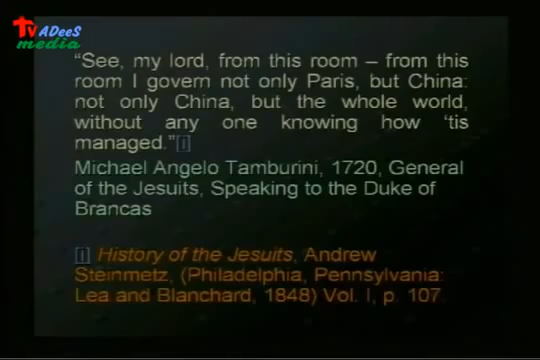 TV ADeeS
media
“See, my lord, from this room – from this
room I govern not only Paris, but China:
not only China, but the whole world,
without any one knowing how ‘tis
managed.”[i]
Michael Angelo Tamburini, 1720, General
of the Jesuits, Speaking to the Duke of
Brancas
[i] History of the Jesuits, Andrew
Steinmetz, (Philadelphia, Pennsylvania:
Lea and Blanchard, 1848) Vol. I, p. 107.